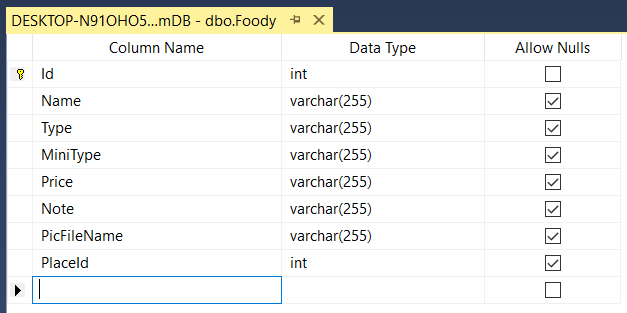 DESKTOP-N91OHO5...mDB - dbo.Foody
Column Name Data Type Allow Nulls
Id int
Name varchar(255)
Type varchar(255)
MiniType varchar(255)
Price varchar(255)
Note varchar(255)
PicFileName varchar(255)
PlaceId int